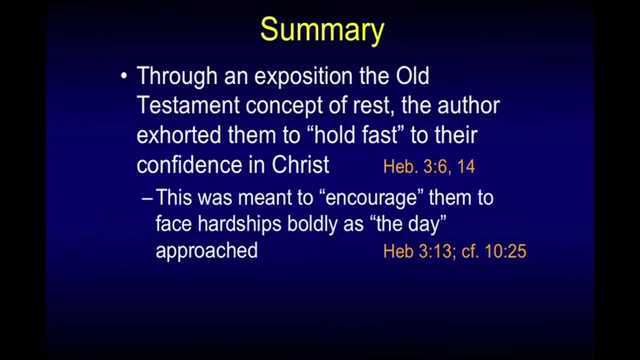 Summary
• Through an exposition the Old
Testament concept of rest, the author
exhorted them to “hold fast” to their
confidence in Christ Heb. 3:6, 14
–This was meant to “encourage” them to
face hardships boldly as “the day”
approached Heb 3:13; cf. 10:25